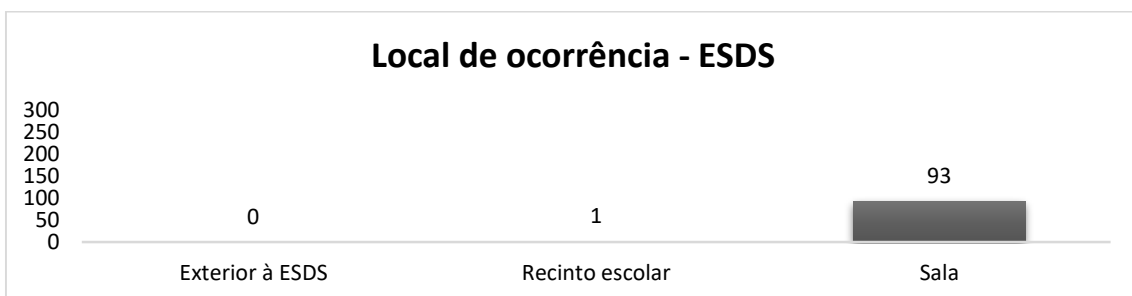 Local de ocorrência - ESDS
300
250
200
150
100
50
0
0
1
93
Exterior à ESDS
Recinto escolar
Sala